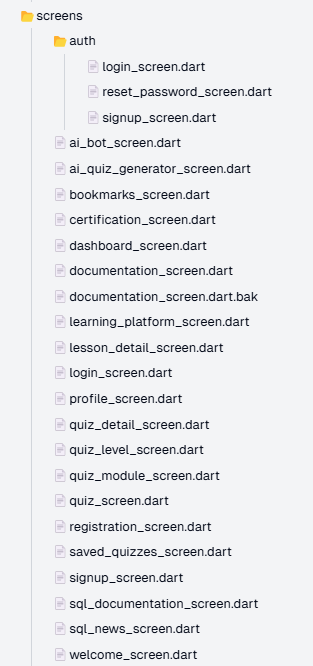 screens
auth
login_screen.dart
reset_password_screen.dart
signup_screen.dart
ai_bot_screen.dart
ai_quiz_generator_screen.dart
bookmarks_screen.dart
certification_screen.dart
dashboard_screen.dart
documentation_screen.dart
documentation_screen.dart.bak
learning_platform_screen.dart
lesson_detail_screen.dart
login_screen.dart
profile_screen.dart
quiz_detail_screen.dart
quiz_level_screen.dart
quiz_module_screen.dart
quiz_screen.dart
registration_screen.dart
saved_quizzes_screen.dart
signup_screen.dart
sql_documentation_screen.dart
sql_news_screen.dart
welcome_screen.dart